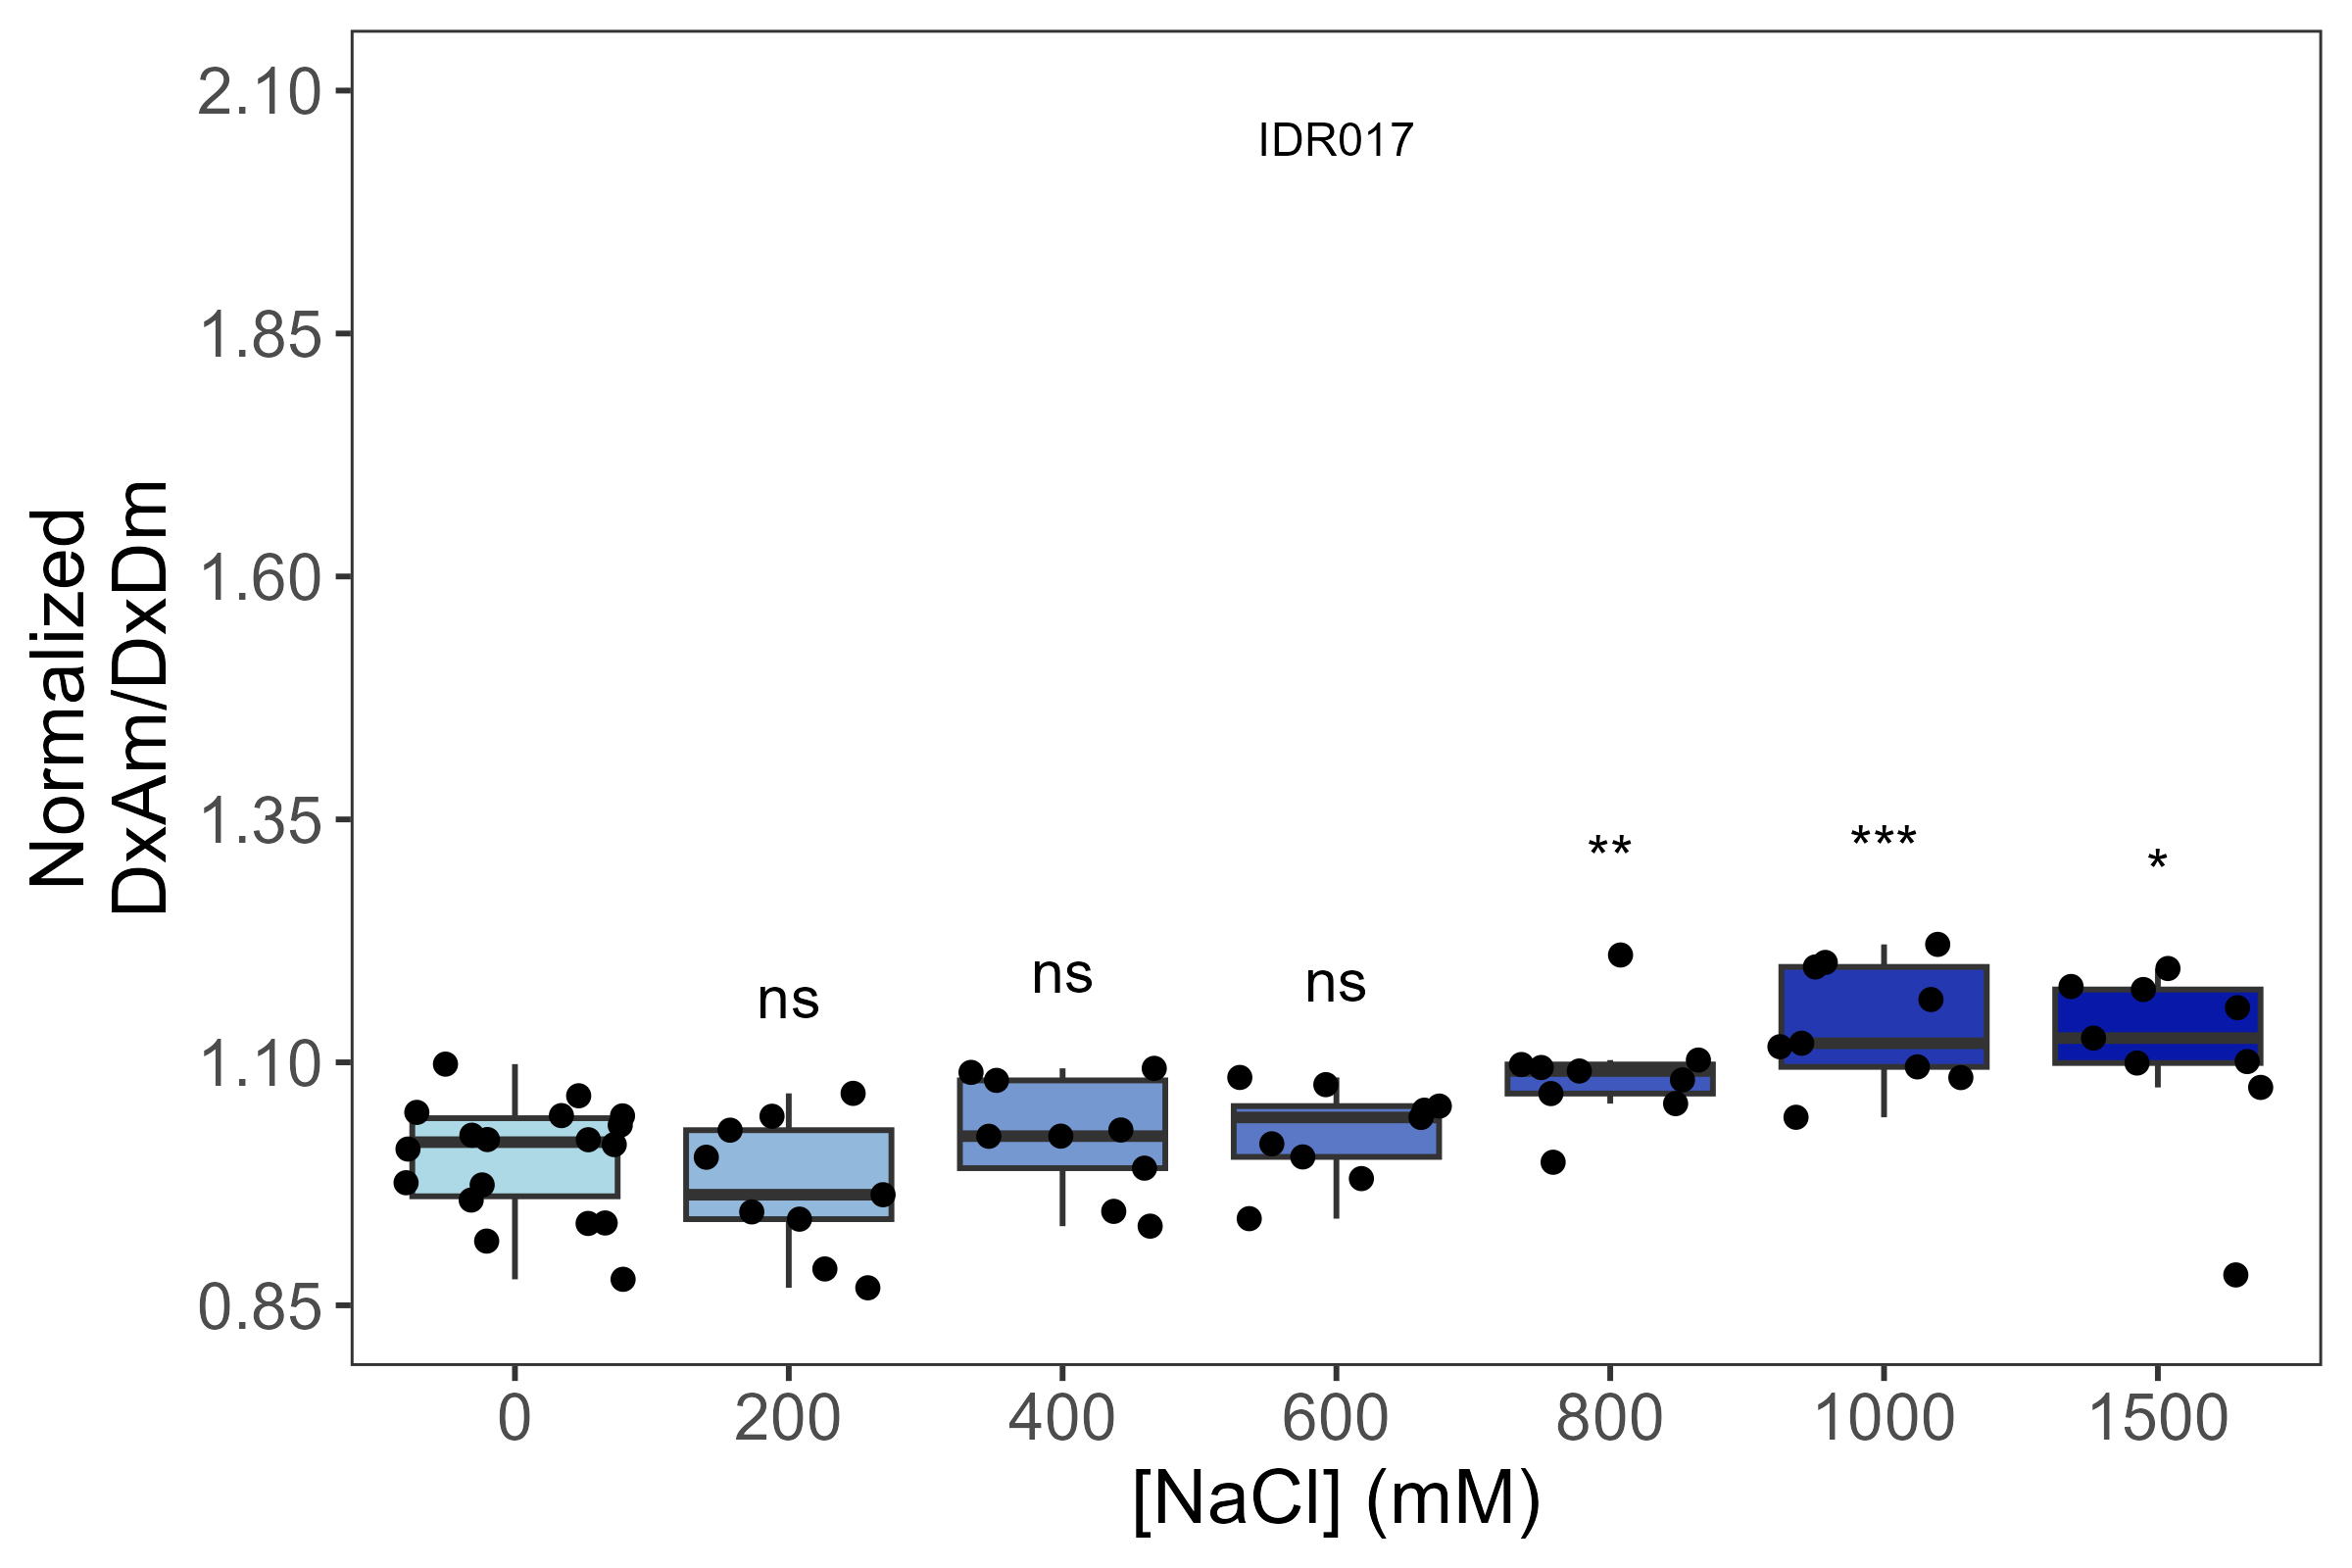 2.10
IDR017
1.85
1.60
1.35
1.10
0.85
Normalized
DxAm/DxDm
ns
ns
ns
**
***
*
0 200 400 600 800 1000 1500
[NaCl] (mM)